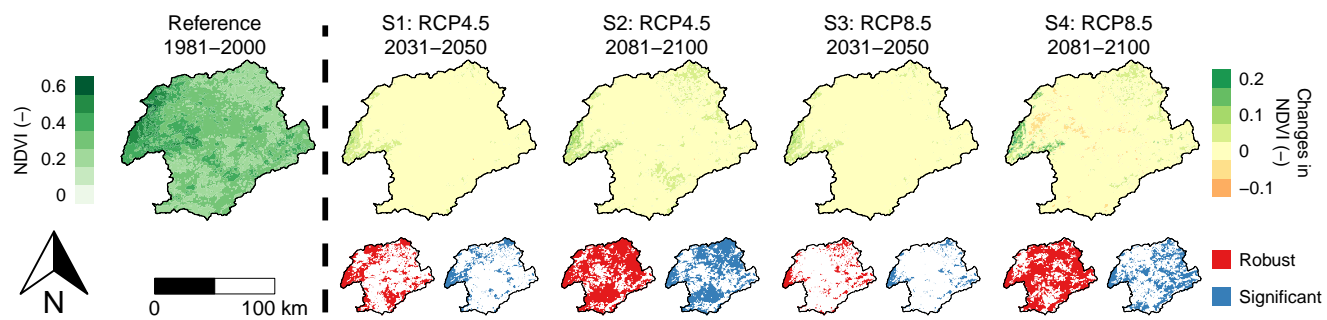 Reference
1981–2000
S1: RCP4.5
2031–2050
S2: RCP4.5
2081–2100
S3: RCP8.5
2031–2050
S4: RCP8.5
2081–2100
NDVI (–)
0.6
0.4
0.2
0
0.2
0.1
0
–0.1
Changes in
NDVI (–)
N
0
100 km
Robust
Significant